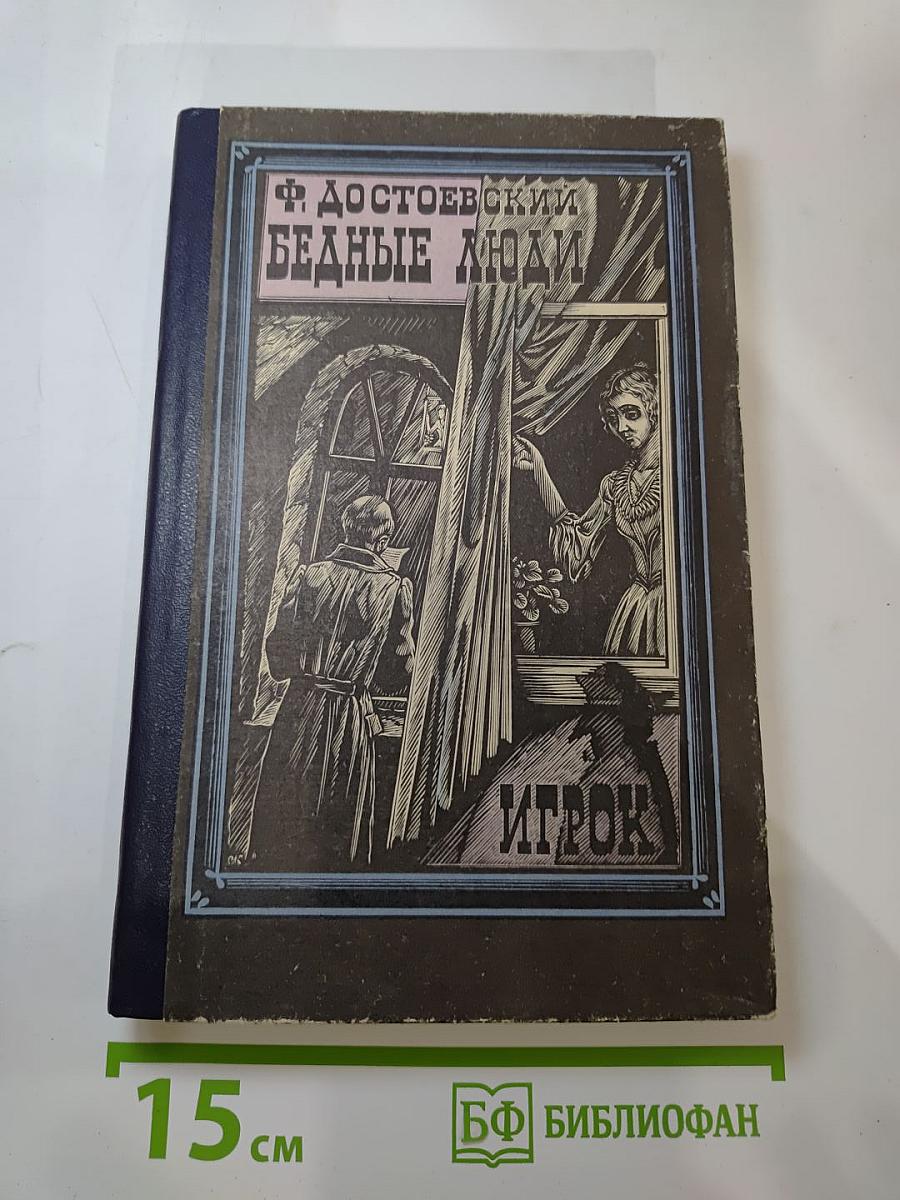 Ф. ДОСТОЕВСКИЙ
БЕДНЫЕ ЛЮДИ
ИГРОК
15 см
БФ БИБЛИОФАН